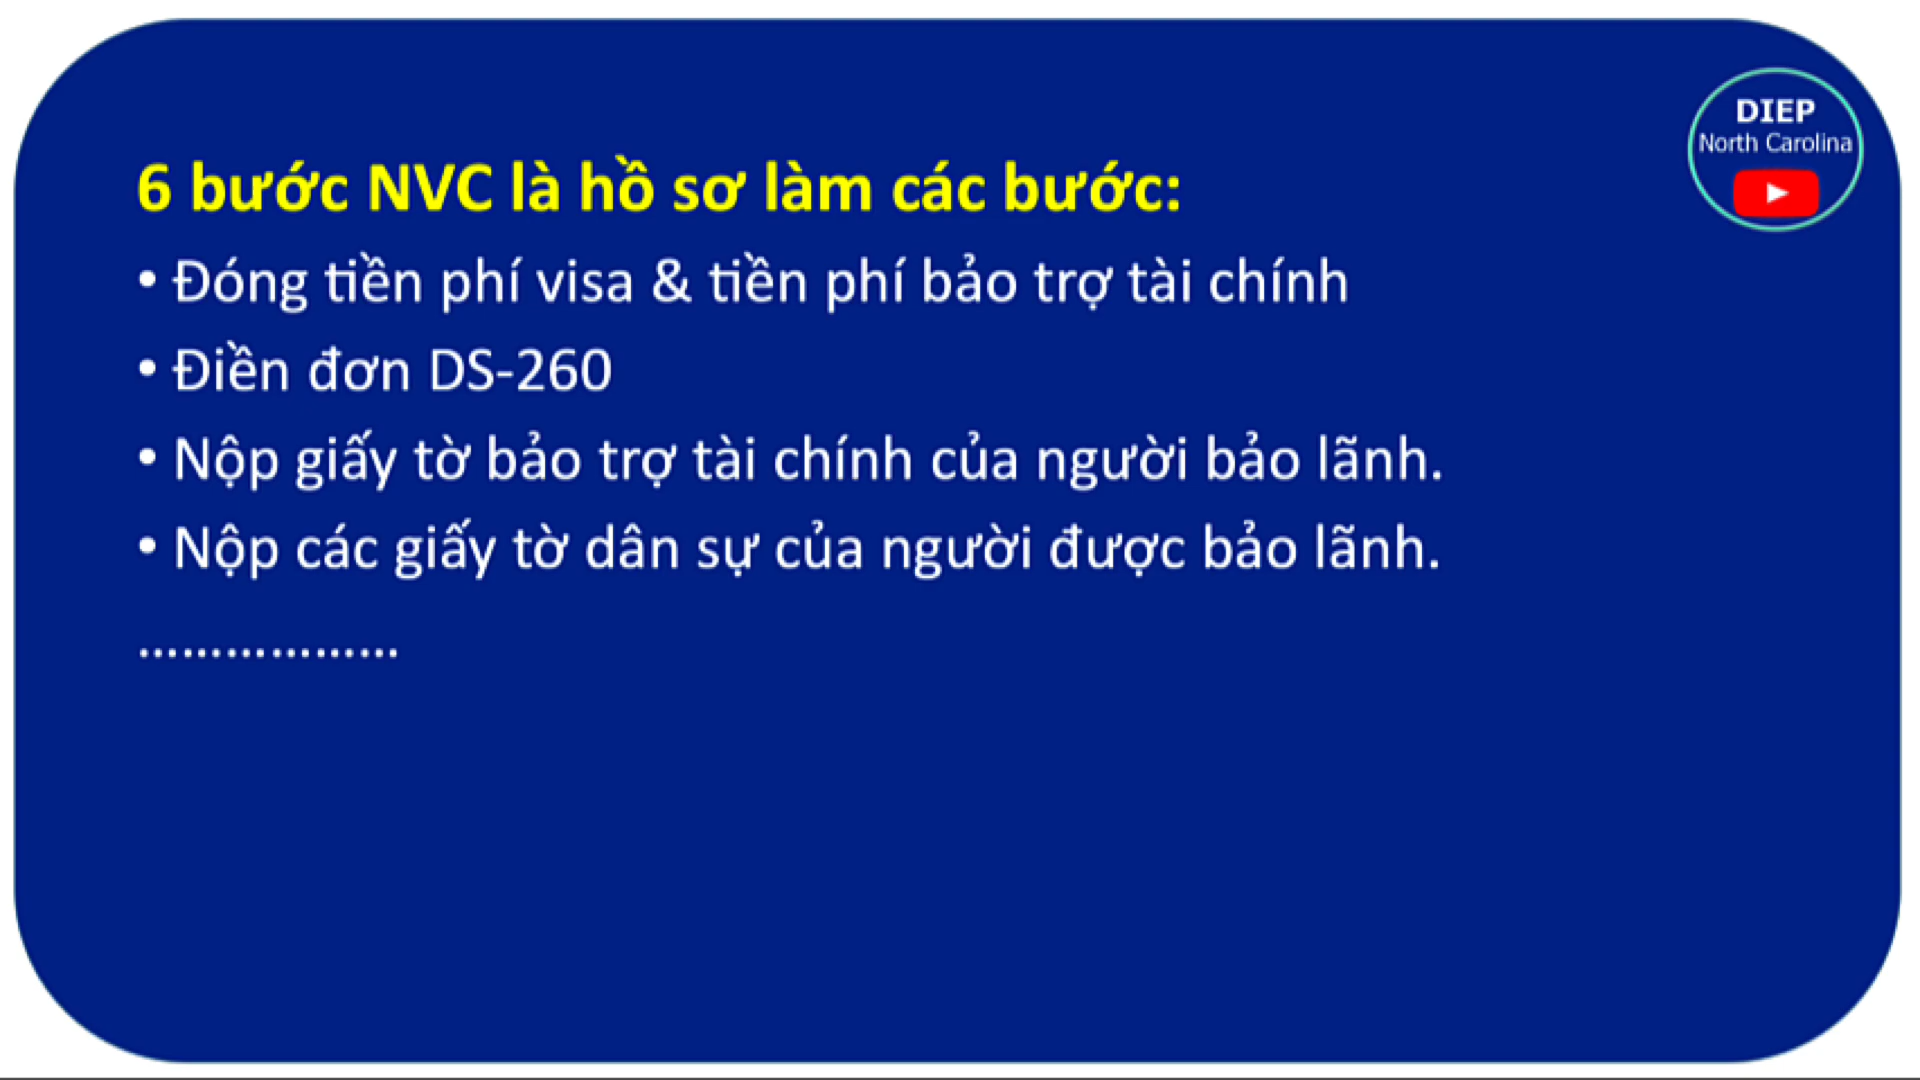 DIEP
North Carolina
6 bước NVC là hồ sơ làm các bước:
• Đóng tiền phí visa & tiền phí bảo trợ tài chính
• Điền đơn DS-260
• Nộp giấy tờ bảo trợ tài chính của người bảo lãnh.
• Nộp các giấy tờ dân sự của người được bảo lãnh.
..................